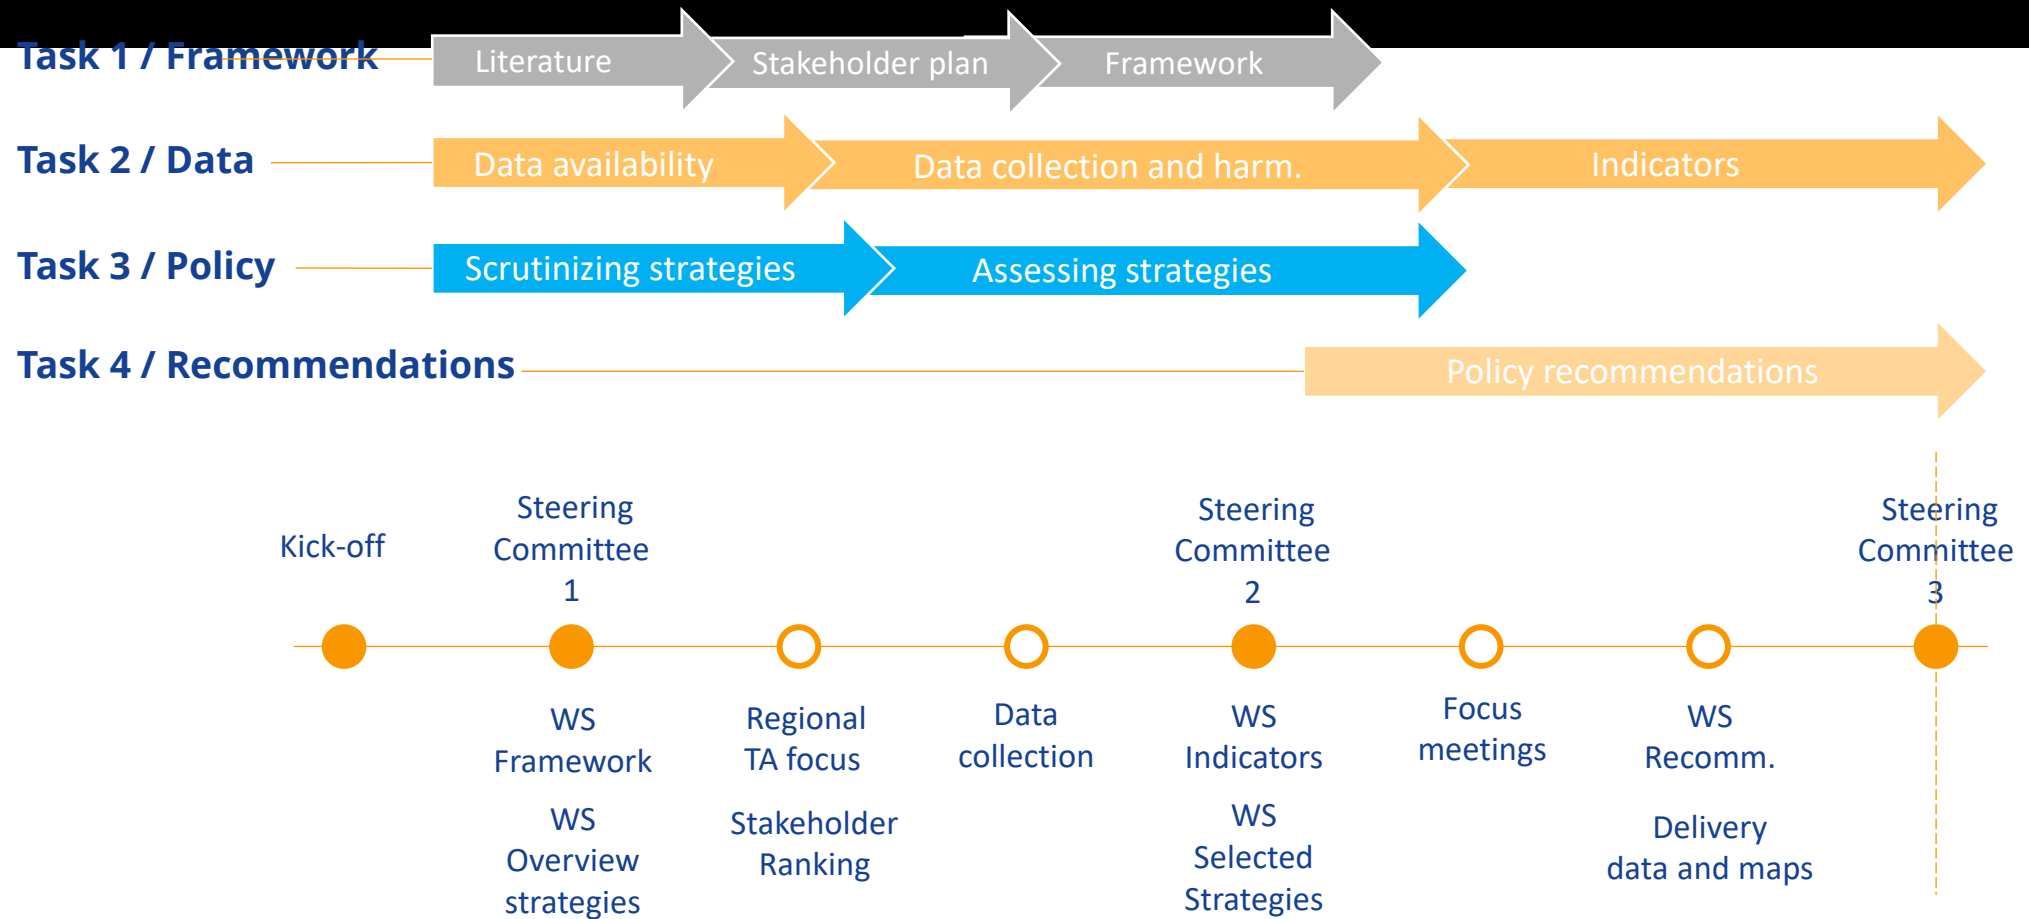 Task 1 / Framework
Literature
Stakeholder plan
Framework
Task 2 / Data
Data availability
Data collection and harm.
Indicators
Task 3 / Policy
Scrutinizing strategies
Assessing strategies
Task 4 / Recommendations
Policy recommendations
Kick-off
Steering
Committee
1
Steering
Committee
2
Steering
Committee
3
WS
Framework
WS
Overview
strategies
Regional
TA focus
Stakeholder
Ranking
Data
collection
WS
Indicators
WS
Selected
Strategies
Focus
meetings
WS
Recomm.
Delivery
data and maps